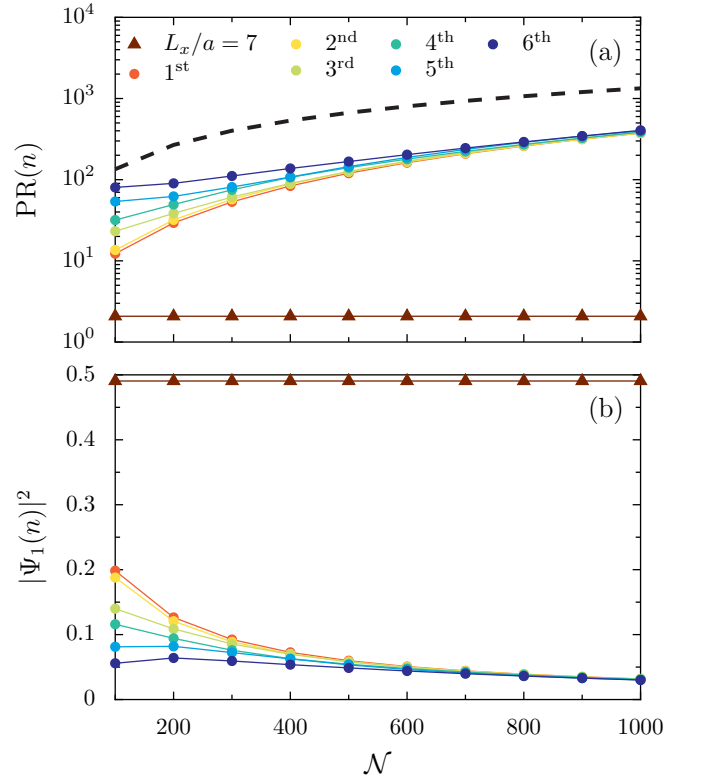 10^4
10^3
10^2
10^1
10^0
PR(n)
L_x/a = 7
1^st
2^nd
3^rd
4^th
5^th
6^th
(a)
0.5
0.4
0.3
0.2
0.1
0
|Ψ_1(n)|^2
(b)
200
400
600
800
1000
𝒩